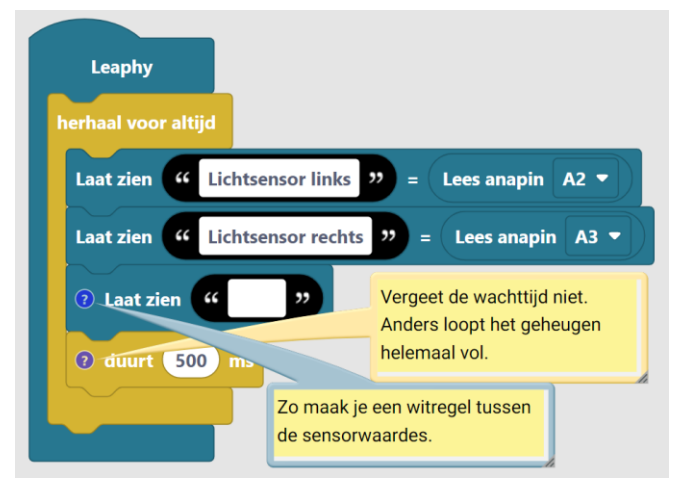 Leaphy
herhaal voor altijd
Laat zien “ Lichtsensor links ” = Lees anapin A2
Laat zien “ Lichtsensor rechts ” = Lees anapin A3
? Laat zien “ ”
Vergeet de wachttijd niet.
Anders loopt het geheugen
helemaal vol.
? duurt 500 ms
Zo maak je een witregel tussen
de sensorwaardes.